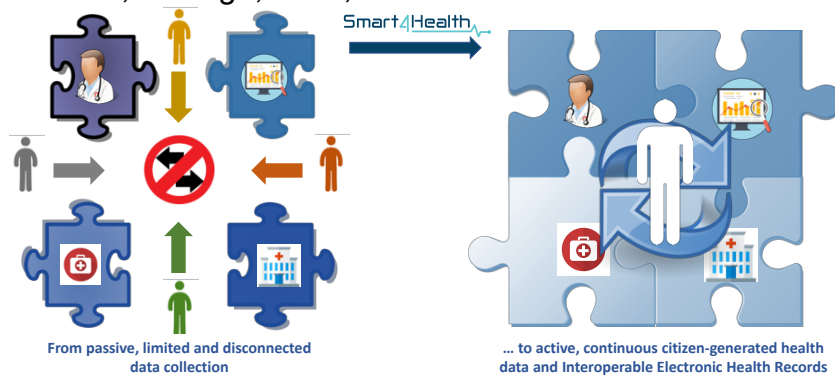 Smart4Health
From passive, limited and disconnected
data collection
... to active, continuous citizen-generated health
data and Interoperable Electronic Health Records